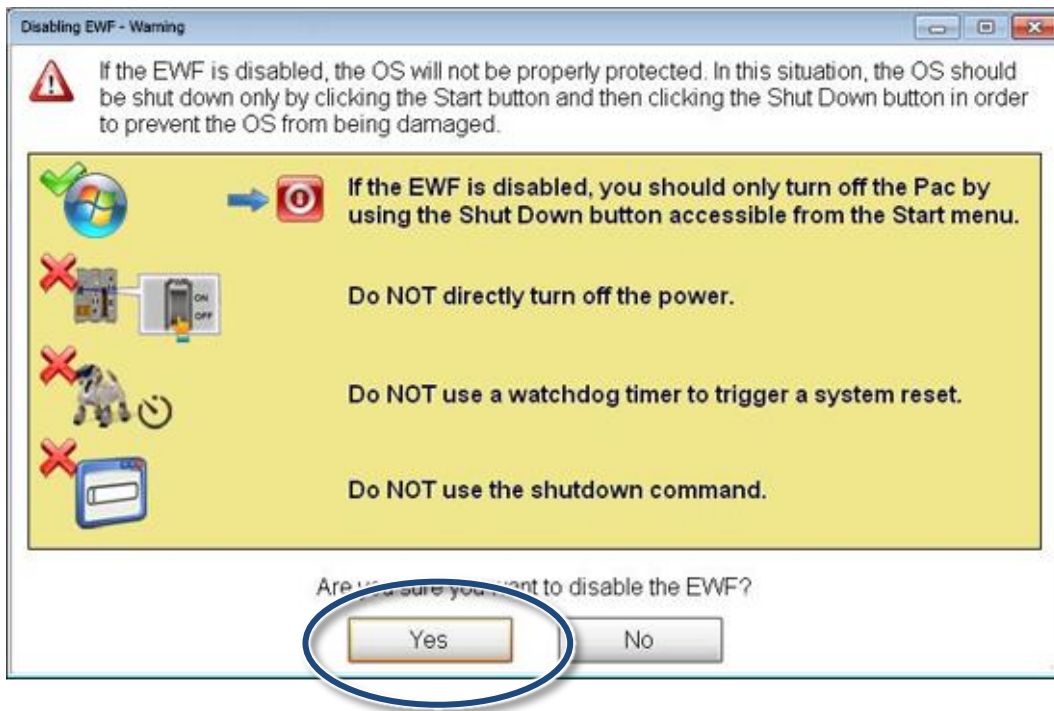 Disabling EWF - Warning
If the EWF is disabled, the OS will not be properly protected. In this situation, the OS should
be shut down only by clicking the Start button and then clicking the Shut Down button in order
to prevent the OS from being damaged.
If the EWF is disabled, you should only turn off the Pac by
using the Shut Down button accessible from the Start menu.
ON
OFF
Do NOT directly turn off the power.
Do NOT use a watchdog timer to trigger a system reset.
Do NOT use the shutdown command.
Are you sure you want to disable the EWF?
Yes
No